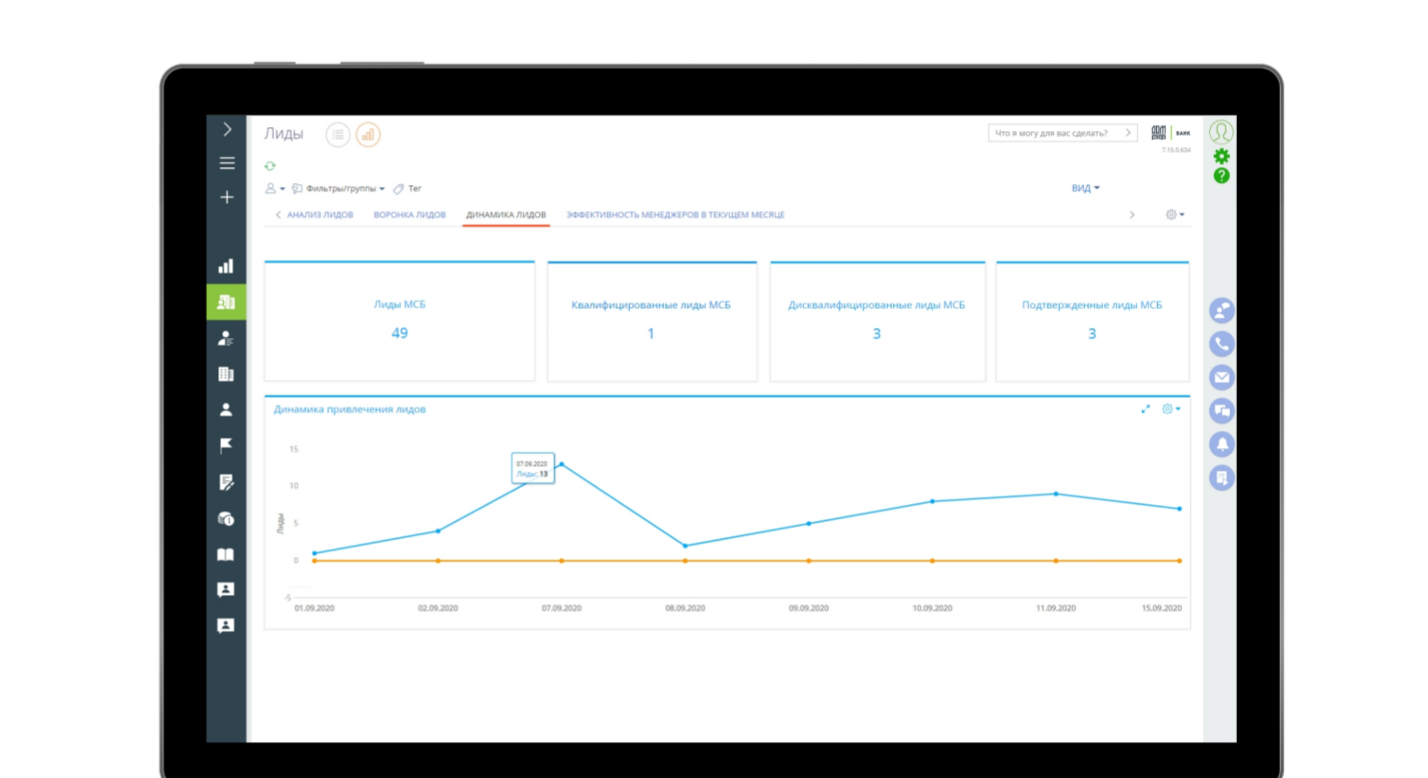 Лиды
Что я могу для вас сделать?
БАНК
7.15.0.634
Фильтры/группы
Тег
ВИД
АНАЛИЗ ЛИДОВ
ВОРОНКА ЛИДОВ
ДИНАМИКА ЛИДОВ
ЭФФЕКТИВНОСТЬ МЕНЕДЖЕРОВ В ТЕКУЩЕМ МЕСЯЦЕ
Лиды МСБ
49
Квалифицированные лиды МСБ
1
Дисквалифицированные лиды МСБ
3
Подтвержденные лиды МСБ
3
Динамика привлечения лидов
15
10
5
0
-5
Лиды
07.09.2020
Лиды: 13
01.09.2020
02.09.2020
07.09.2020
08.09.2020
09.09.2020
10.09.2020
11.09.2020
15.09.2020